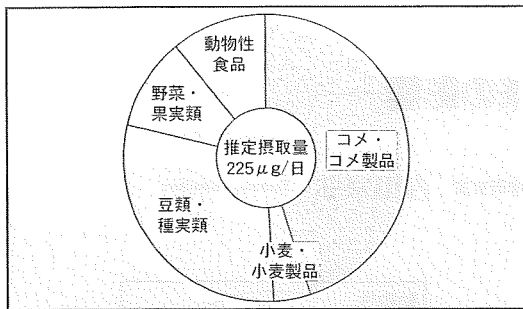 動物性
食品
野菜・
果実類
推定摂取量
225μg/日
コメ・
コメ製品
豆類・
種実類
小麦・
小麦製品